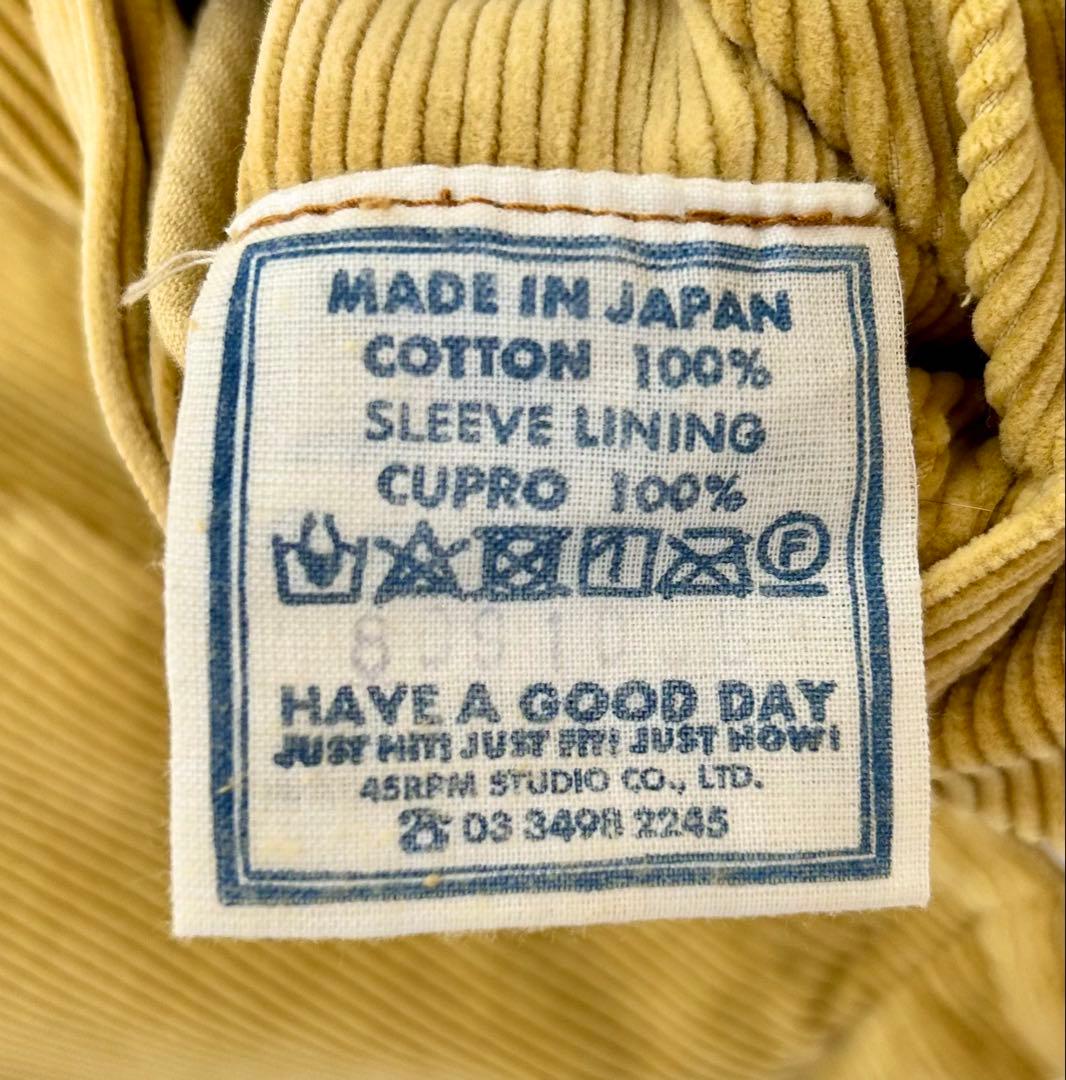 MADE IN JAPAN
COTTON 100%
SLEEVE LINING
CUPRO 100%
F
HAVE A GOOD DAY
JUST HIT! JUST FIT! JUST NOW!
45RPM STUDIO CO., LTD.
☎ 03 3498 2245